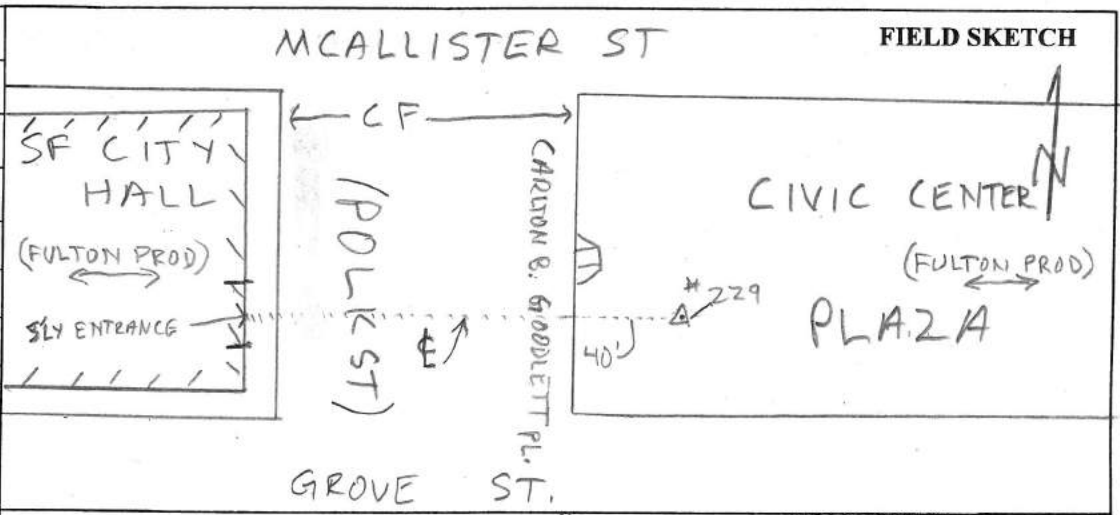 FIELD SKETCH
MCALLISTER ST
CF
SF CITY
HALL
(FULTON PROD)
SLY ENTRANCE
(POLK ST)
CARLTON B. GOODLETT PL.
℄
40'
#229
CIVIC CENTER
N
(FULTON PROD)
PLAZA
GROVE ST.